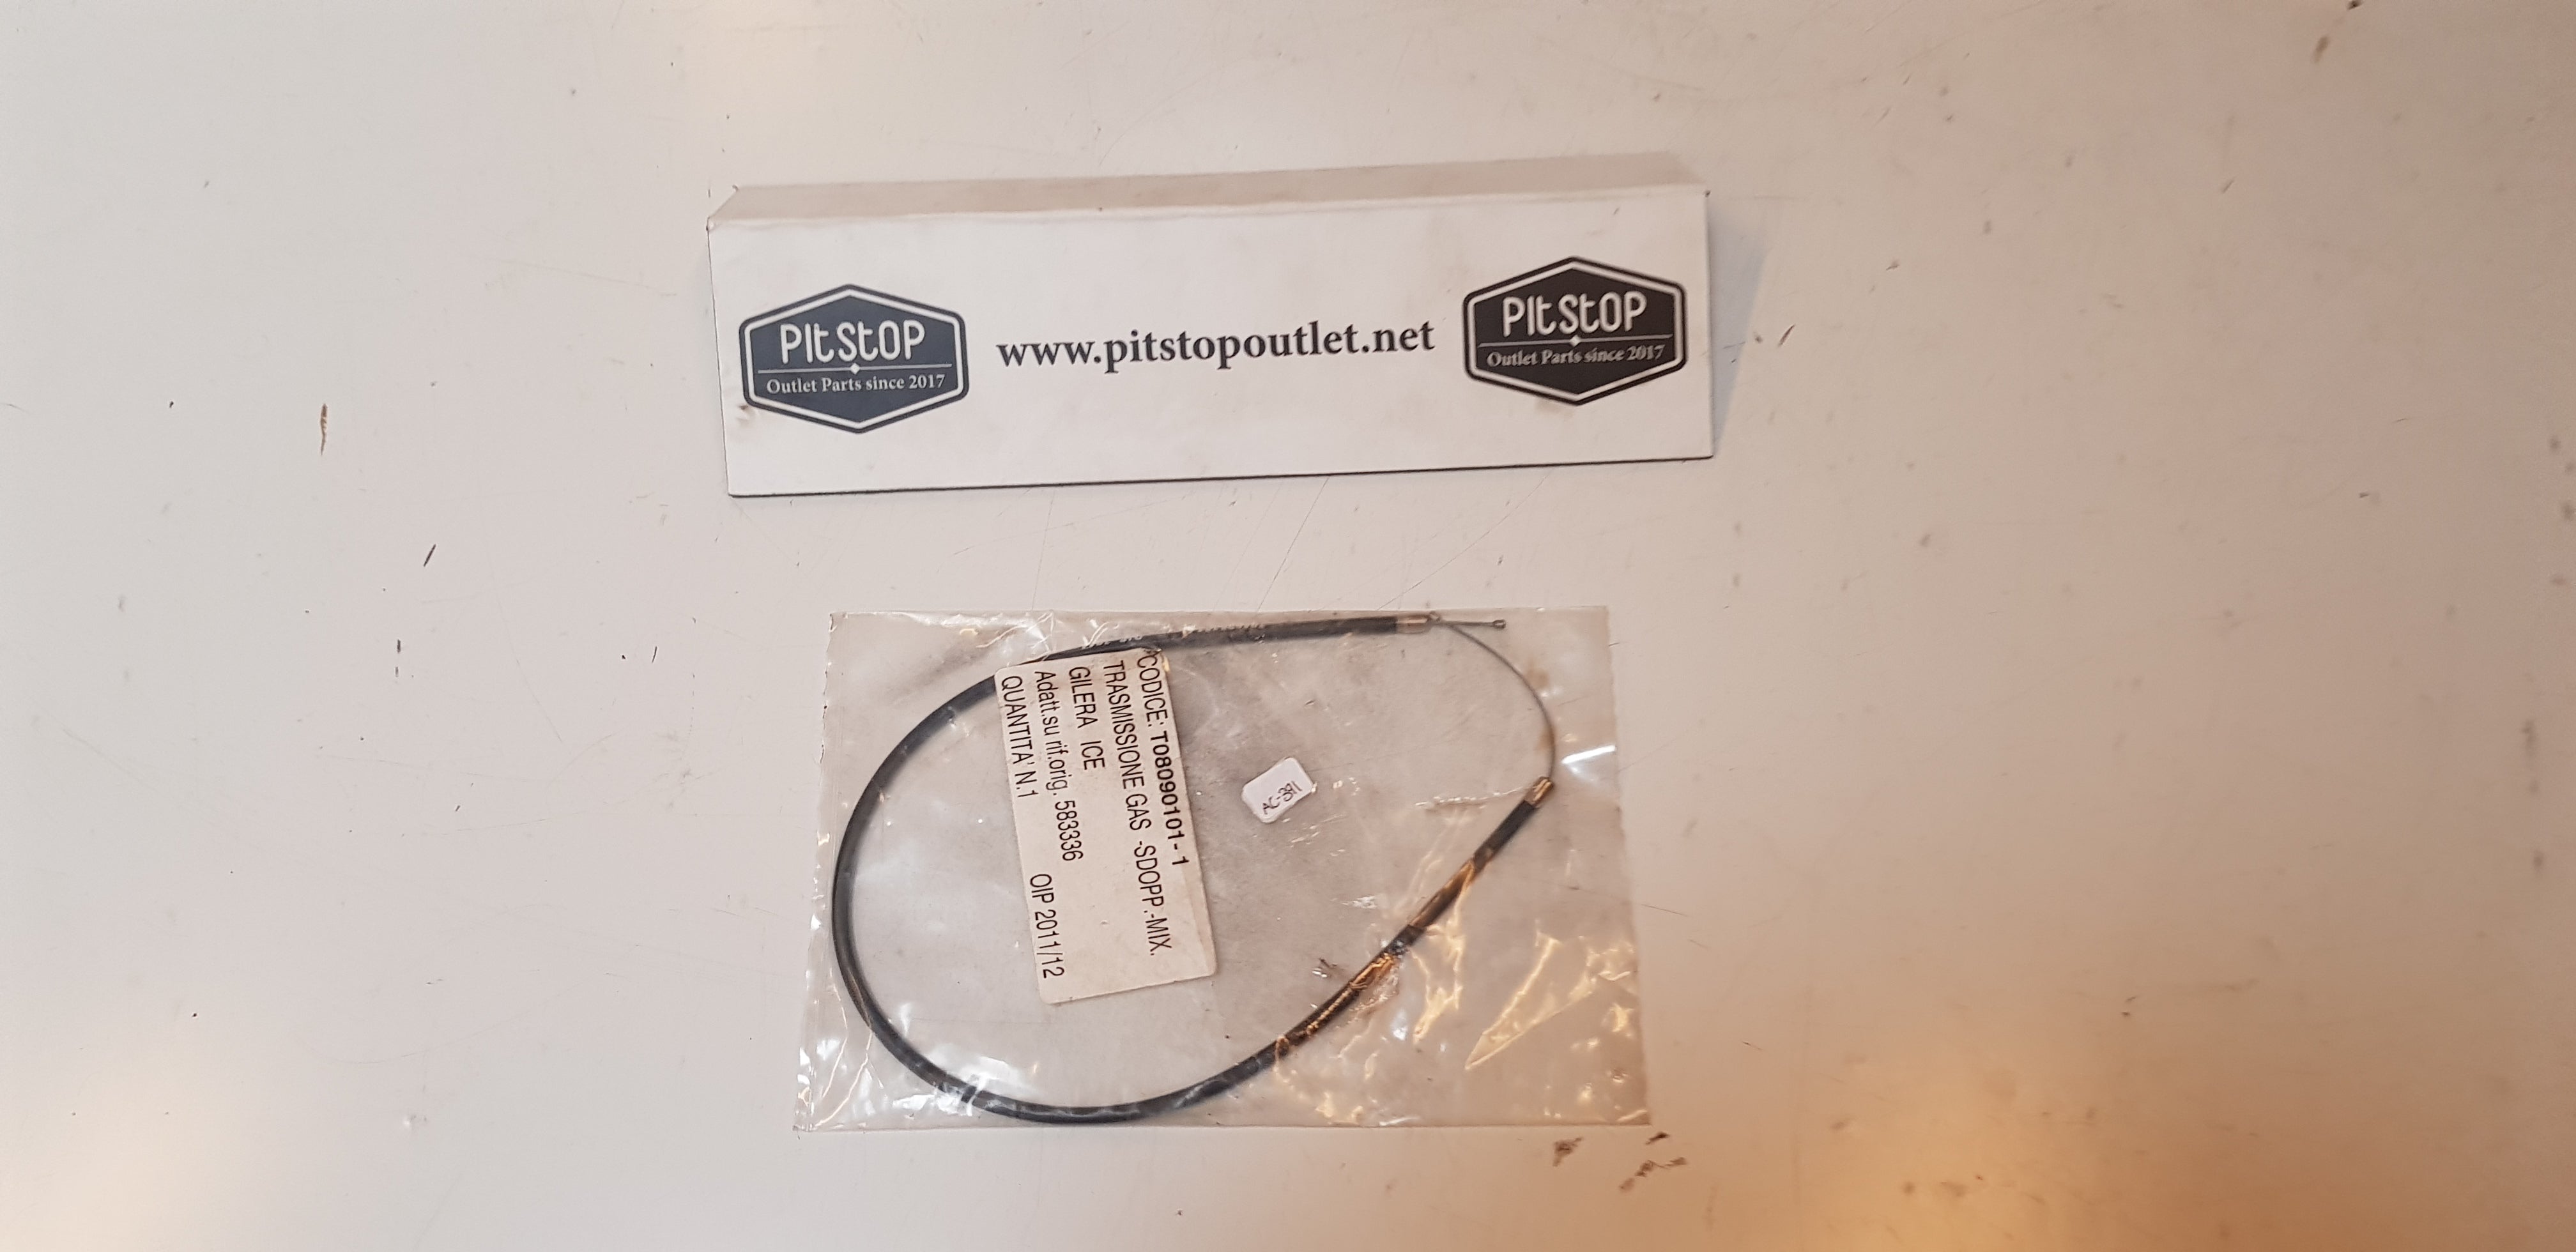 PitStOP
Outlet Parts since 2017
www.pitstopoutlet.net
PitStOP
Outlet Parts since 2017
CODICE: T08090101-1
TRASMISSIONE GAS -SDOPP.-MIX.
GILERA ICE
Adatt.su rif.orig. 583336
QUANTITA' N.1 OIP 2011/12
AC-391